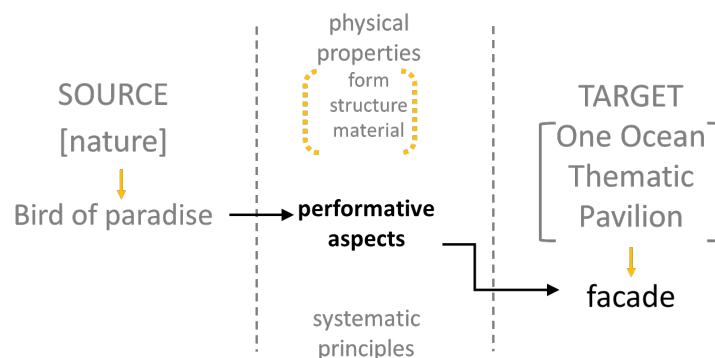 SOURCE
[nature]
Bird of paradise
physical
properties
form
structure
material
performative
aspects
systematic
principles
TARGET
One Ocean
Thematic
Pavilion
facade